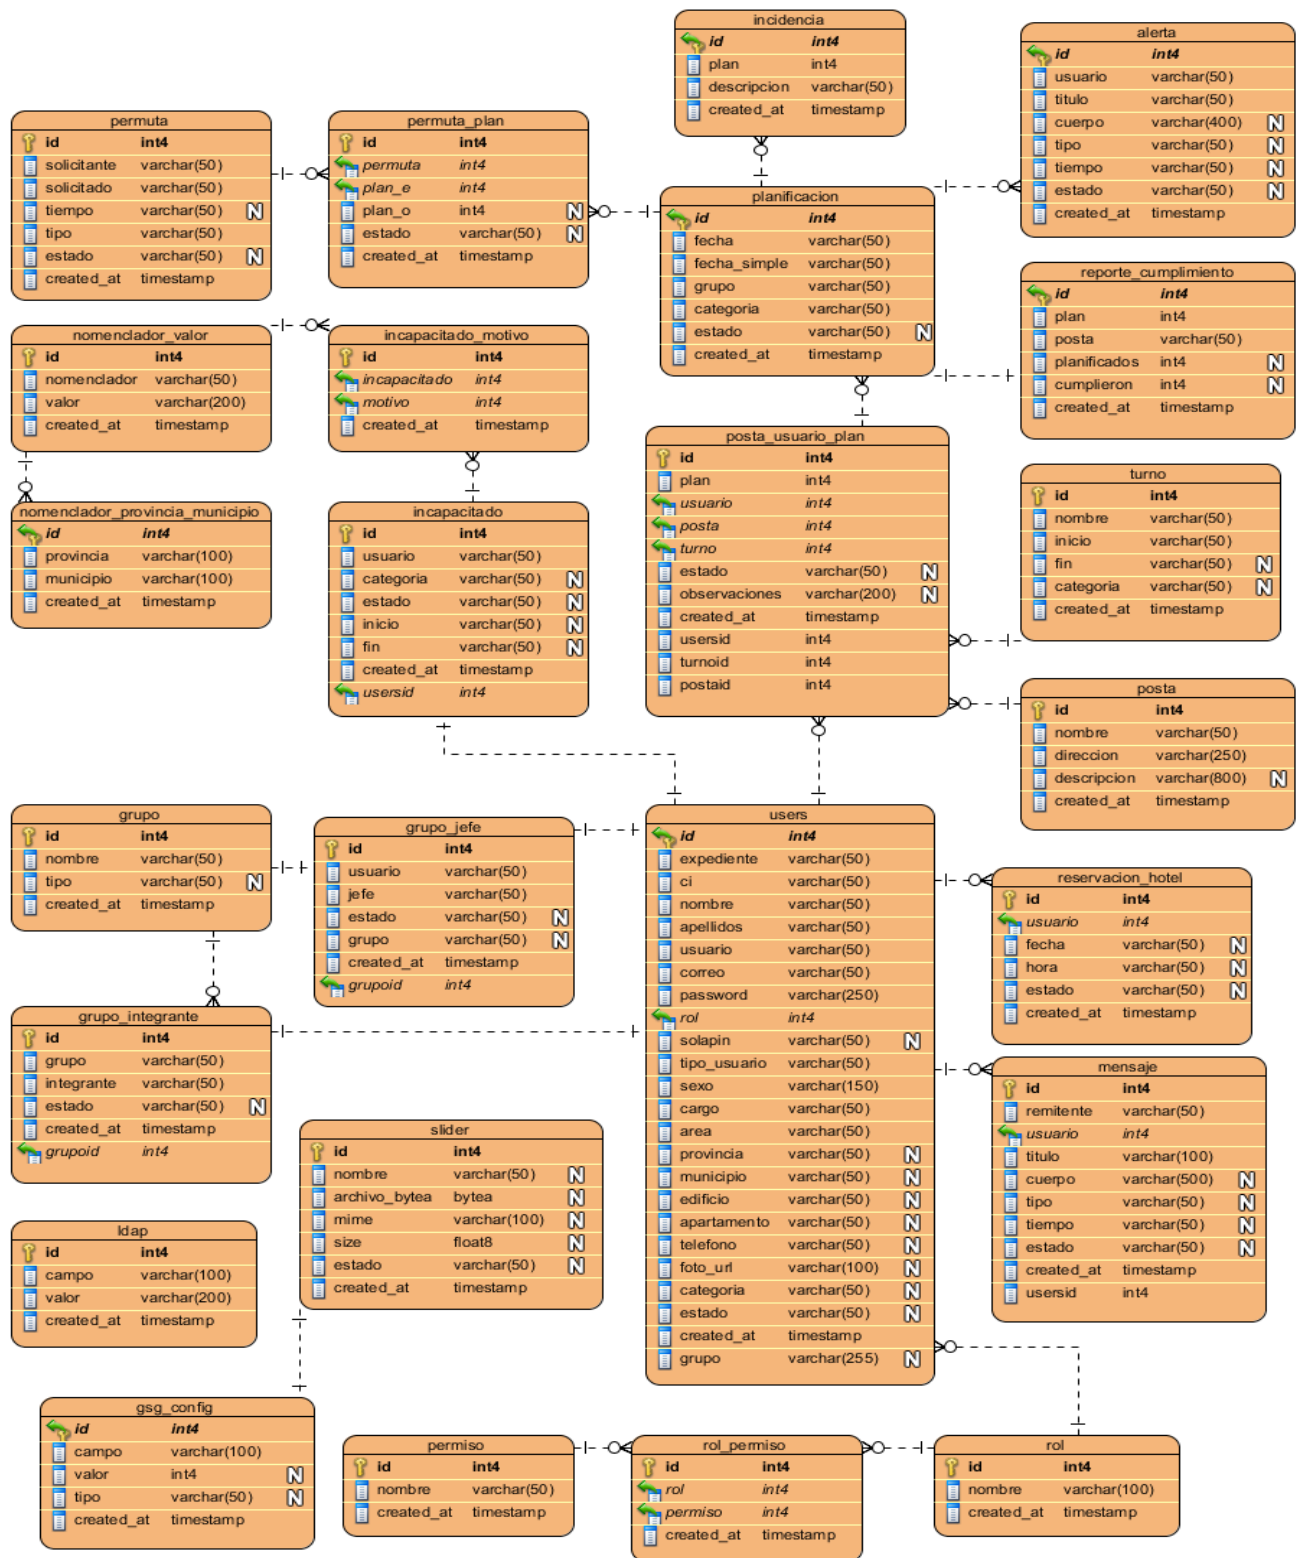 incidencia
id int4
plan int4
descripcion varchar(50)
created_at timestamp
alerta
id int4
usuario varchar(50)
titulo varchar(50)
cuerpo varchar(400) N
tipo varchar(50) N
tiempo varchar(50) N
estado varchar(50) N
created_at timestamp
permuta
id int4
solicitante varchar(50)
solicitado varchar(50)
tiempo varchar(50) N
tipo varchar(50)
estado varchar(50) N
created_at timestamp
permuta_plan
id int4
permuta int4
plan_e int4
plan_o int4 N
estado varchar(50) N
created_at timestamp
planificacion
id int4
fecha varchar(50)
fecha_simple varchar(50)
grupo varchar(50)
categoria varchar(50)
estado varchar(50) N
created_at timestamp
reporte_cumplimiento
id int4
plan int4
posta varchar(50)
planificados int4 N
cumplieron int4 N
created_at timestamp
nomenclador_valor
id int4
nomenclador varchar(50)
valor varchar(200)
created_at timestamp
incapacitado_motivo
id int4
incapacitado int4
motivo int4
created_at timestamp
posta_usuario_plan
id int4
plan int4
usuario int4
posta int4
turno int4
estado varchar(50) N
observaciones varchar(200) N
created_at timestamp
usersid int4
turnoid int4
postaid int4
turno
id int4
nombre varchar(50)
inicio varchar(50)
fin varchar(50) N
categoria varchar(50) N
created_at timestamp
nomenclador_provincia_municipio
id int4
provincia varchar(100)
municipio varchar(100)
created_at timestamp
incapacitado
id int4
usuario varchar(50)
categoria varchar(50) N
estado varchar(50) N
inicio varchar(50) N
fin varchar(50) N
created_at timestamp
usersid int4
posta
id int4
nombre varchar(50)
direccion varchar(250)
descripcion varchar(800) N
created_at timestamp
grupo
id int4
nombre varchar(50)
tipo varchar(50) N
created_at timestamp
grupo_jefe
id int4
usuario varchar(50)
jefe varchar(50)
estado varchar(50) N
grupo varchar(50) N
created_at timestamp
grupoid int4
users
id int4
expediente varchar(50)
ci varchar(50)
nombre varchar(50)
apellidos varchar(50)
usuario varchar(50)
correo varchar(50)
password varchar(250)
rol int4
solapin varchar(50) N
tipo_usuario varchar(50)
sexo varchar(150)
cargo varchar(50)
area varchar(50)
provincia varchar(50) N
municipio varchar(50) N
edificio varchar(50) N
apartamento varchar(50) N
telefono varchar(50) N
foto_url varchar(100) N
categoria varchar(50) N
estado varchar(50) N
created_at timestamp
grupo varchar(255) N
reservacion_hotel
id int4
usuario int4
fecha varchar(50) N
hora varchar(50) N
estado varchar(50) N
created_at timestamp
grupo_integrante
id int4
grupo varchar(50)
integrante varchar(50)
estado varchar(50) N
created_at timestamp
grupoid int4
mensaje
id int4
remitente varchar(50)
usuario int4
titulo varchar(100)
cuerpo varchar(500) N
tipo varchar(50) N
tiempo varchar(50) N
estado varchar(50) N
created_at timestamp
usersid int4
slider
id int4
nombre varchar(50) N
archivo_bytea bytea N
mime varchar(100) N
size float8 N
estado varchar(50) N
created_at timestamp
ldap
id int4
campo varchar(100)
valor varchar(200)
created_at timestamp
gsg_config
id int4
campo varchar(100)
valor int4 N
tipo varchar(50) N
created_at timestamp
permiso
id int4
nombre varchar(50)
created_at timestamp
rol_permiso
id int4
rol int4
permiso int4
created_at timestamp
rol
id int4
nombre varchar(100)
created_at timestamp